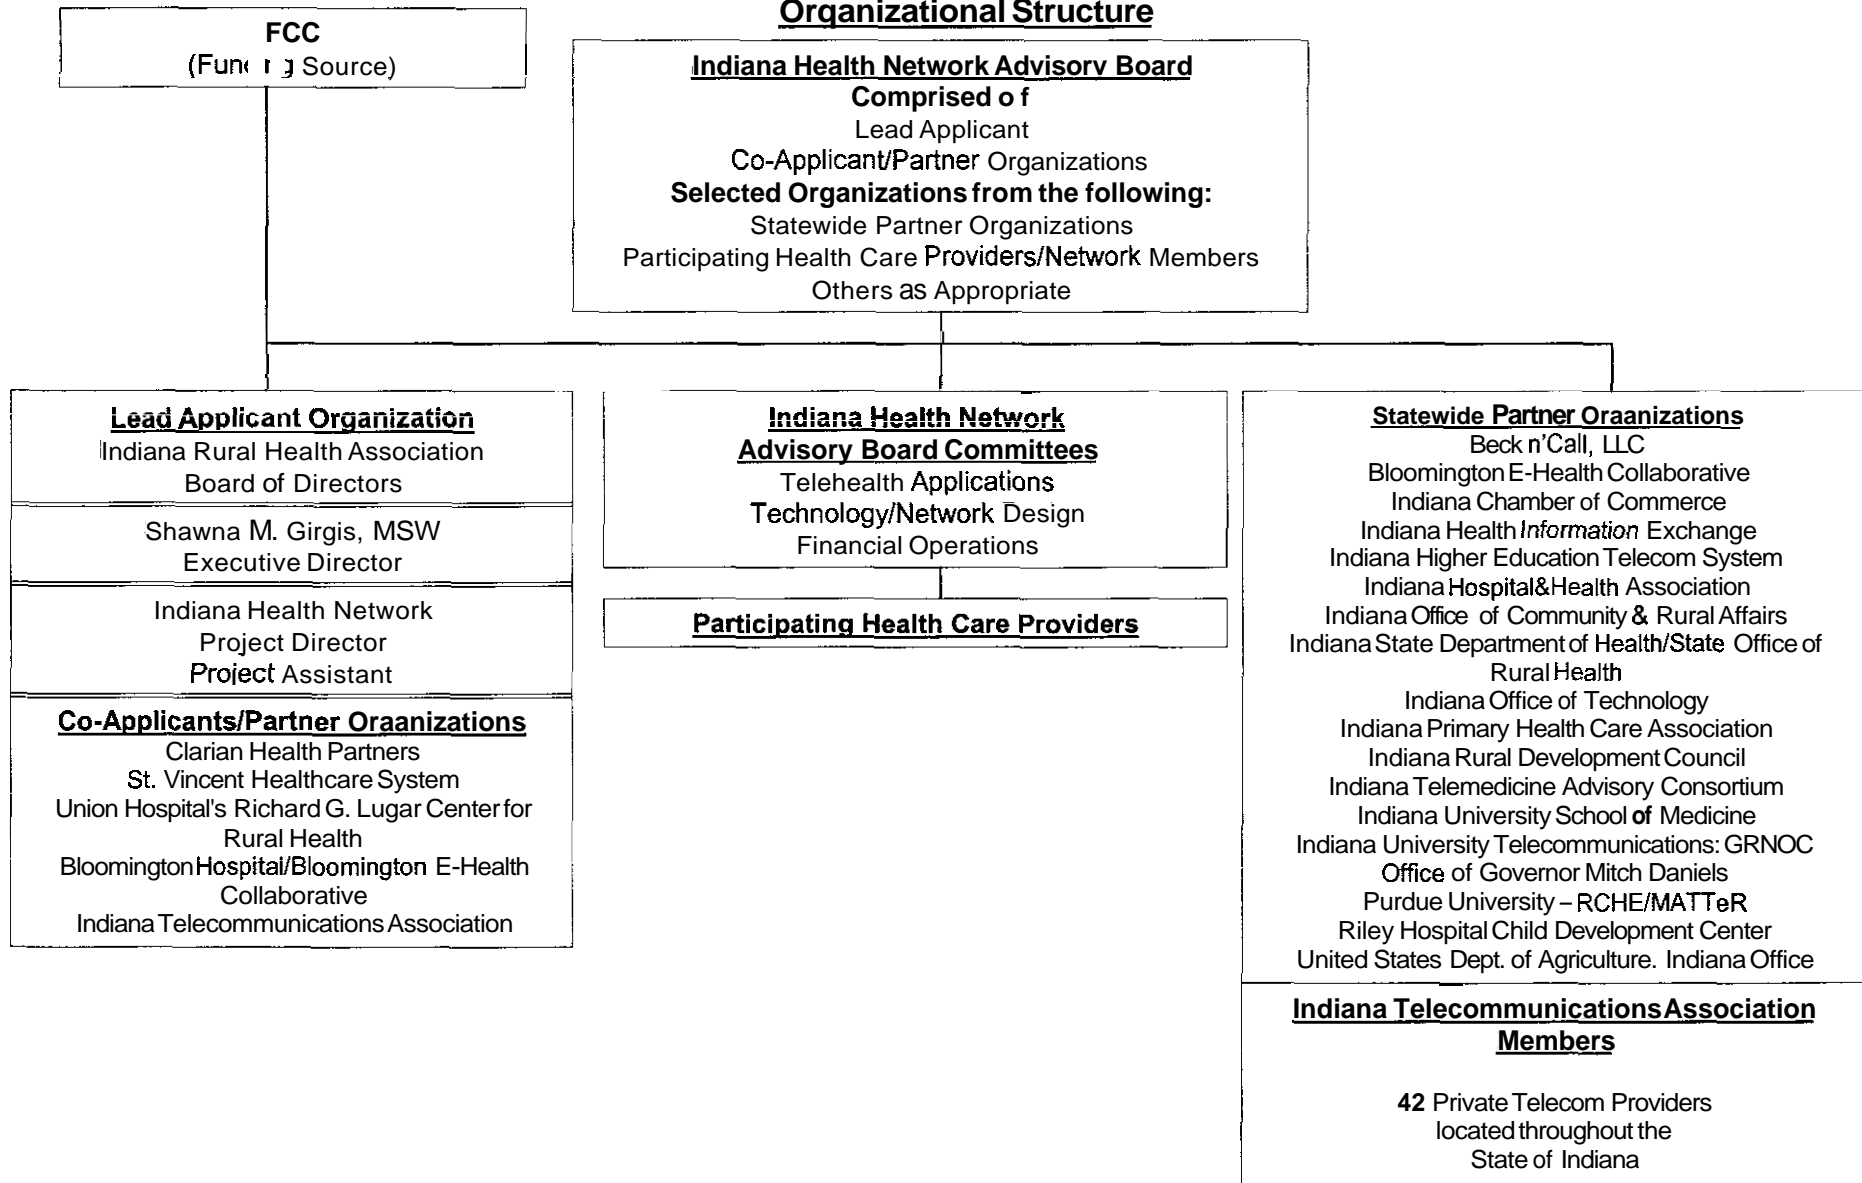 Organizational Structure
FCC
(Fun Source)
Indiana Health Network Advisory Board
Comprised of
Lead Applicant
Co-Applicant/Partner Organizations
Selected Organizations from the following:
Statewide Partner Organizations
Participating Health Care Providers/Network Members
Others as Appropriate
Lead Applicant Organization
Indiana Rural Health Association
Board of Directors
Shawna M. Girgis, MSW
Executive Director
Indiana Health Network
Project Director
Project Assistant
Co-Applicants/Partner Oraanizations
Clarian Health Partners
St. Vincent Healthcare System
Union Hospital's Richard G. Lugar Center for
Rural Health
Bloomington Hospital/Bloomington E-Health
Collaborative
Indiana Telecommunications Association
Indiana Health Network
Advisory Board Committees
Telehealth Applications
Technology/Network Design
Financial Operations
Participating Health Care Providers
Statewide Partner Oraanizations
Beck n'Call, LLC
Bloomington E-Health Collaborative
Indiana Chamber of Commerce
Indiana Health Information Exchange
Indiana Higher Education Telecom System
Indiana Hospital&Health Association
Indiana Office of Community & Rural Affairs
Indiana State Department of Health/State Office of
Rural Health
Indiana Office of Technology
Indiana Primary Health Care Association
Indiana Rural Development Council
Indiana Telemedicine Advisory Consortium
Indiana University School of Medicine
Indiana University Telecommunications: GRNOC
Office of Governor Mitch Daniels
Purdue University – RCHE/MATTeR
Riley Hospital Child Development Center
United States Dept. of Agriculture. Indiana Office
Indiana Telecommunications Association
Members
42 Private Telecom Providers
located throughout the
State of Indiana